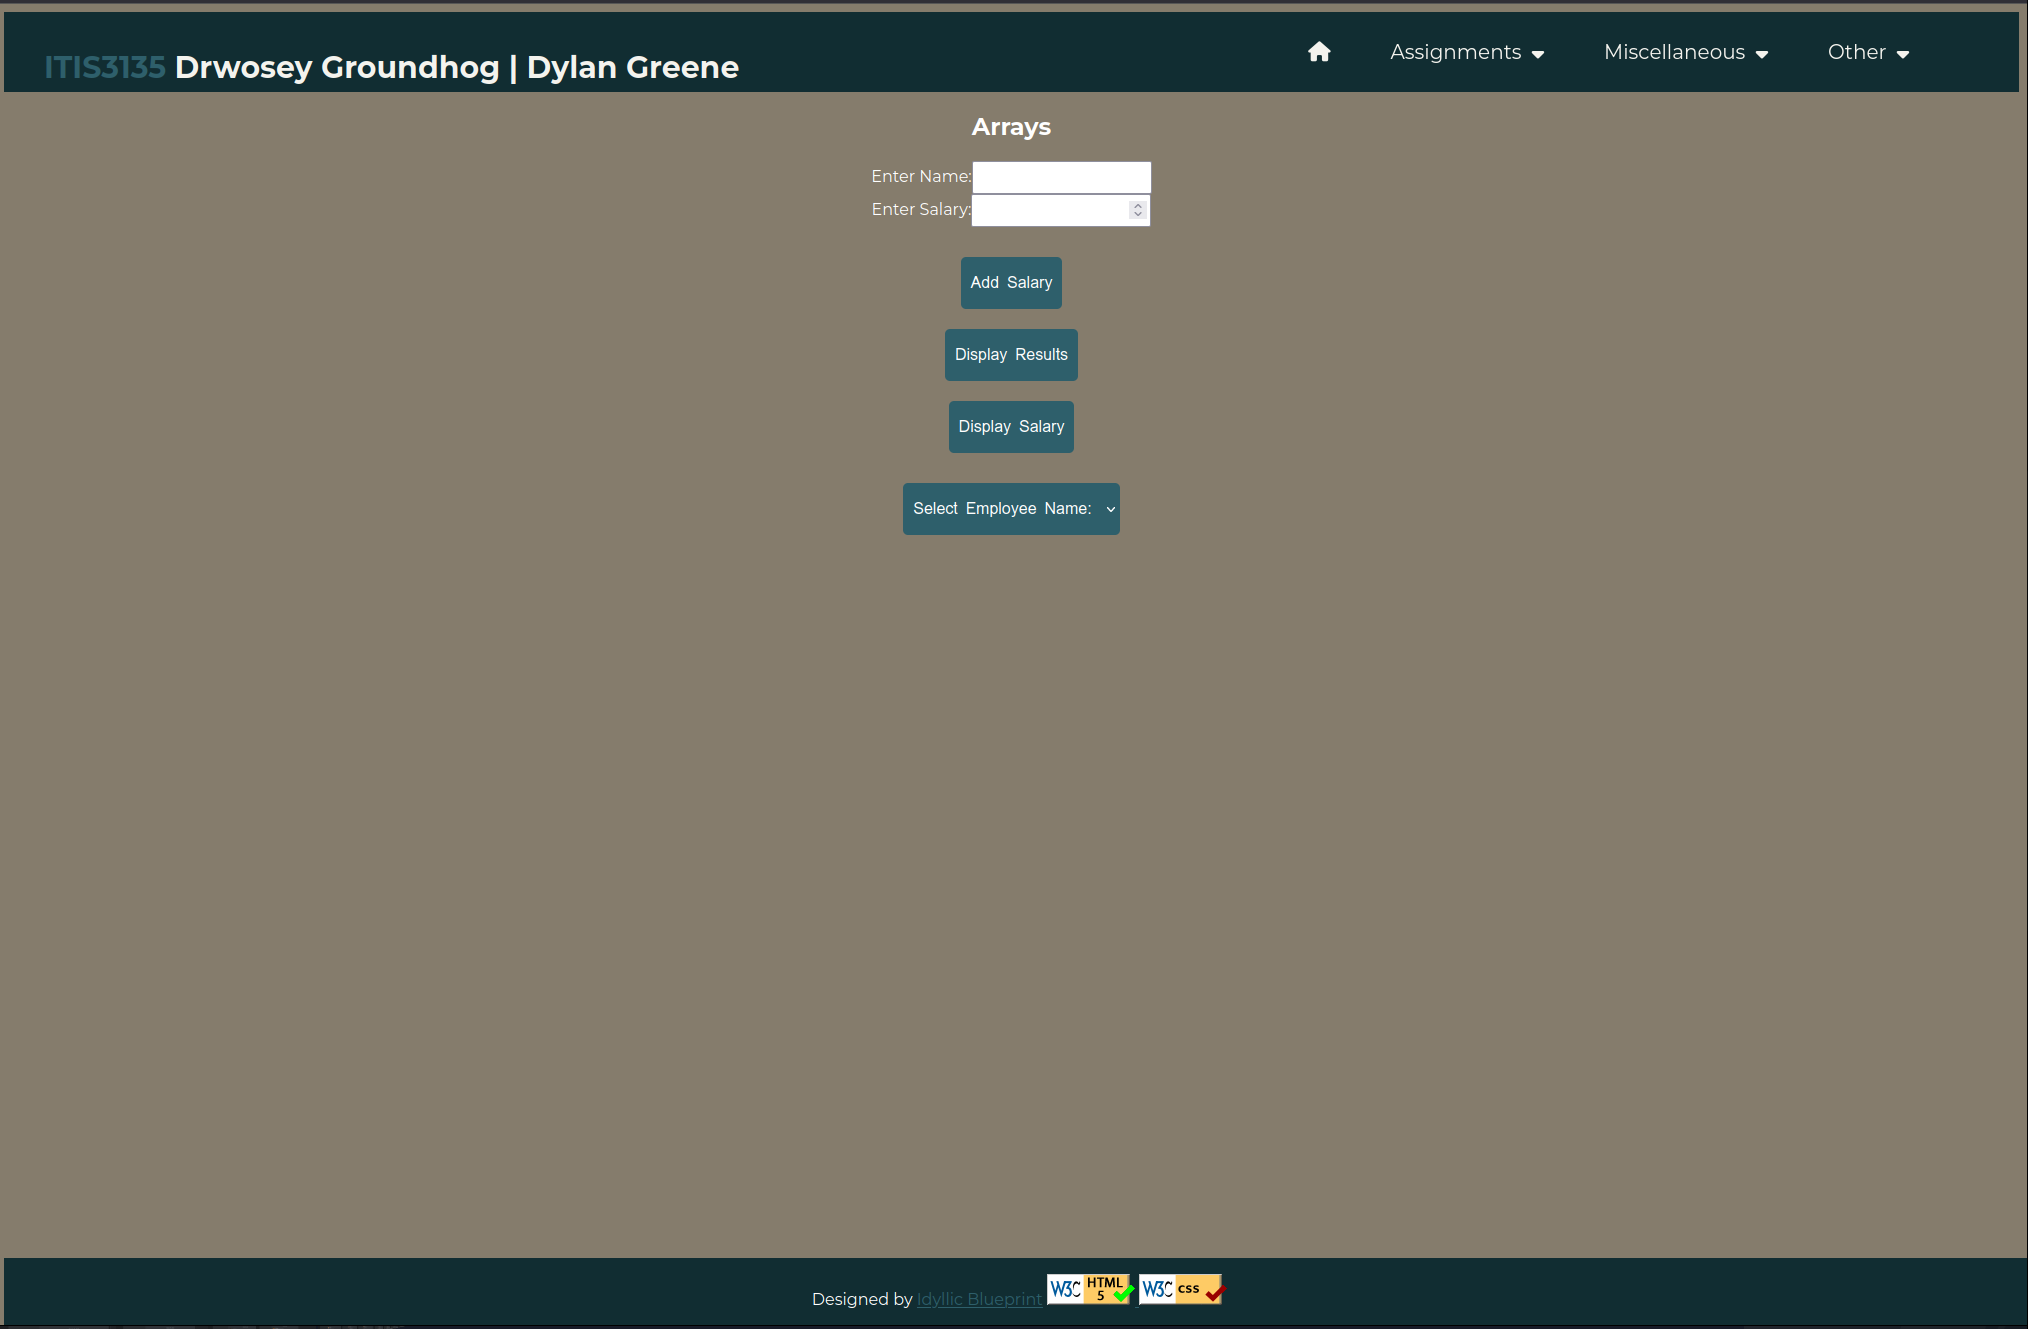 ITIS3135 Drwosey Groundhog | Dylan Greene
Assignments
Miscellaneous
Other
Arrays
Enter Name:
Enter Salary:
Add Salary
Display Results
Display Salary
Select Employee Name:
Designed by Idyllic Blueprint
W3C HTML 5
W3C css